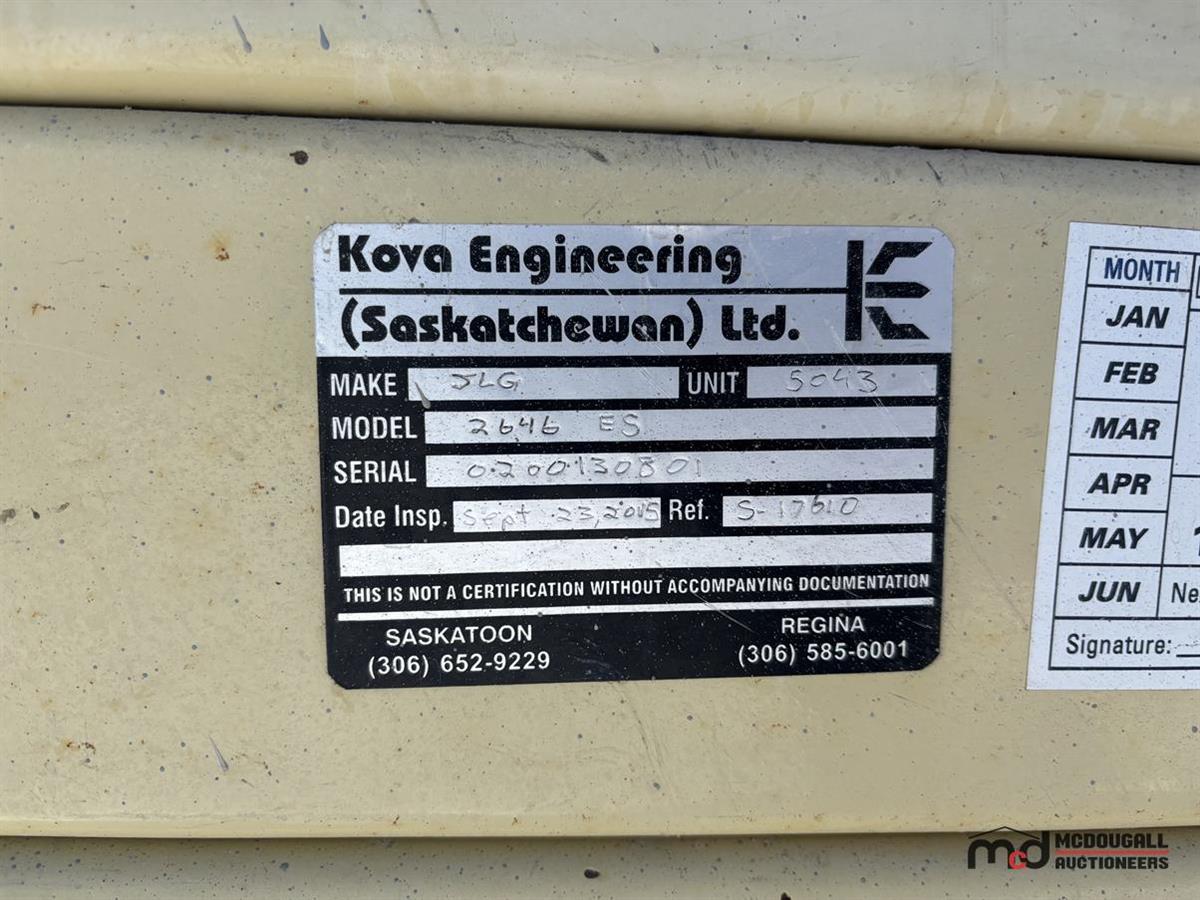 Kova Engineering
(Saskatchewan) Ltd.
MAKE JLG UNIT 5043
MODEL 2646 ES
SERIAL 0200130801
Date Insp. Sept 23, 2015 Ref. S-17610
THIS IS NOT A CERTIFICATION WITHOUT ACCOMPANYING DOCUMENTATION
SASKATOON
(306) 652-9229
REGINA
(306) 585-6001
MONTH
JAN
FEB
MAR
APR
MAY
JUN
Signature:
mcd MCDOUGALL
AUCTIONEERS